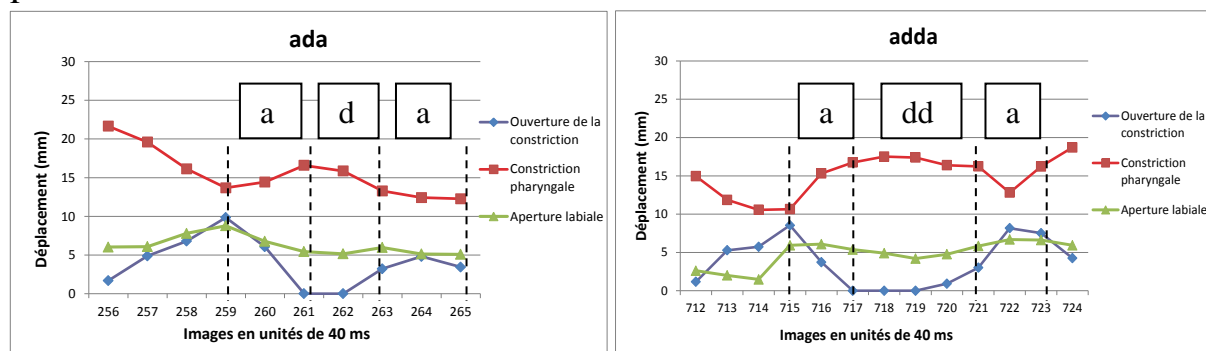 ada
30
25
20
15
10
5
0
Déplacement (mm)
a
d
a
256 257 258 259 260 261 262 263 264 265
Images en unités de 40 ms
Ouverture de la constriction
Constriction pharyngale
Aperture labiale
adda
30
25
20
15
10
5
0
Déplacement (mm)
a
dd
a
712 713 714 715 716 717 718 719 720 721 722 723 724
Images en unités de 40 ms
Ouverture de la constriction
Constriction pharyngale
Aperture labiale